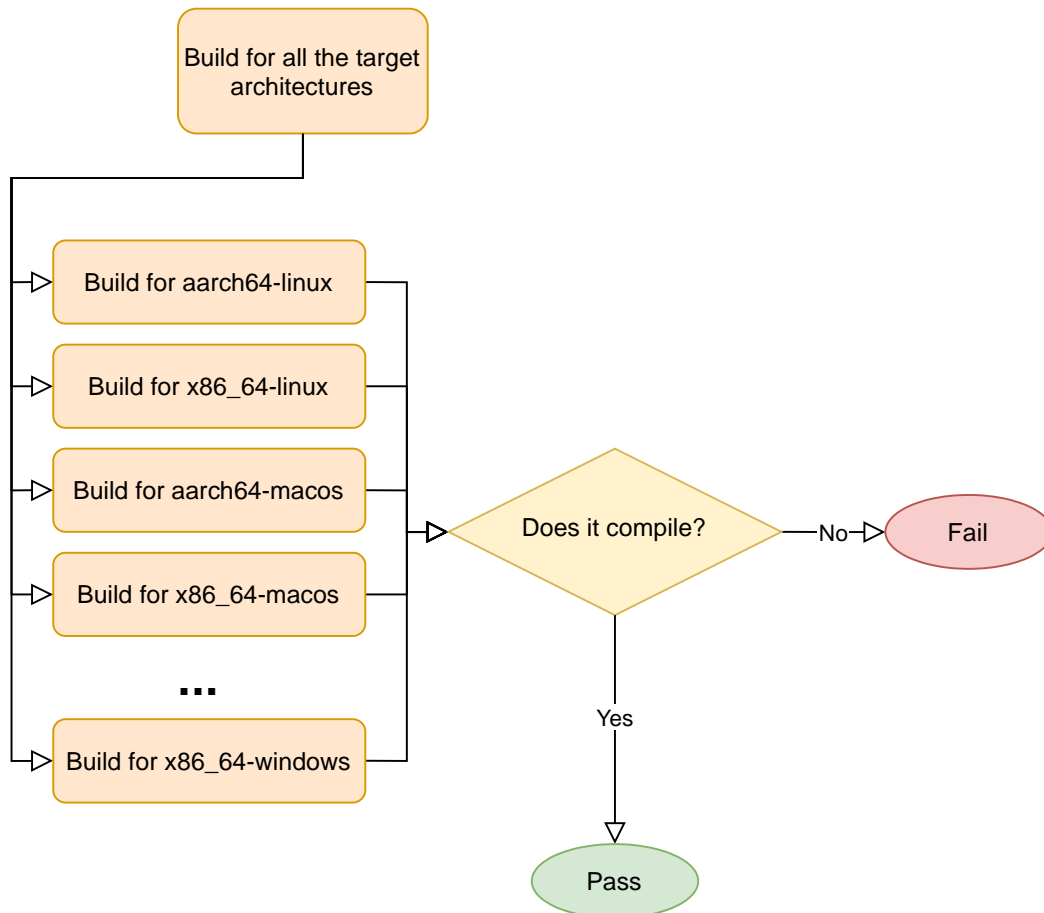 Build for all the target
architectures
Build for aarch64-linux
Build for x86_64-linux
Build for aarch64-macos
Build for x86_64-macos
...
Build for x86_64-windows
Does it compile?
No
Fail
Yes
Pass